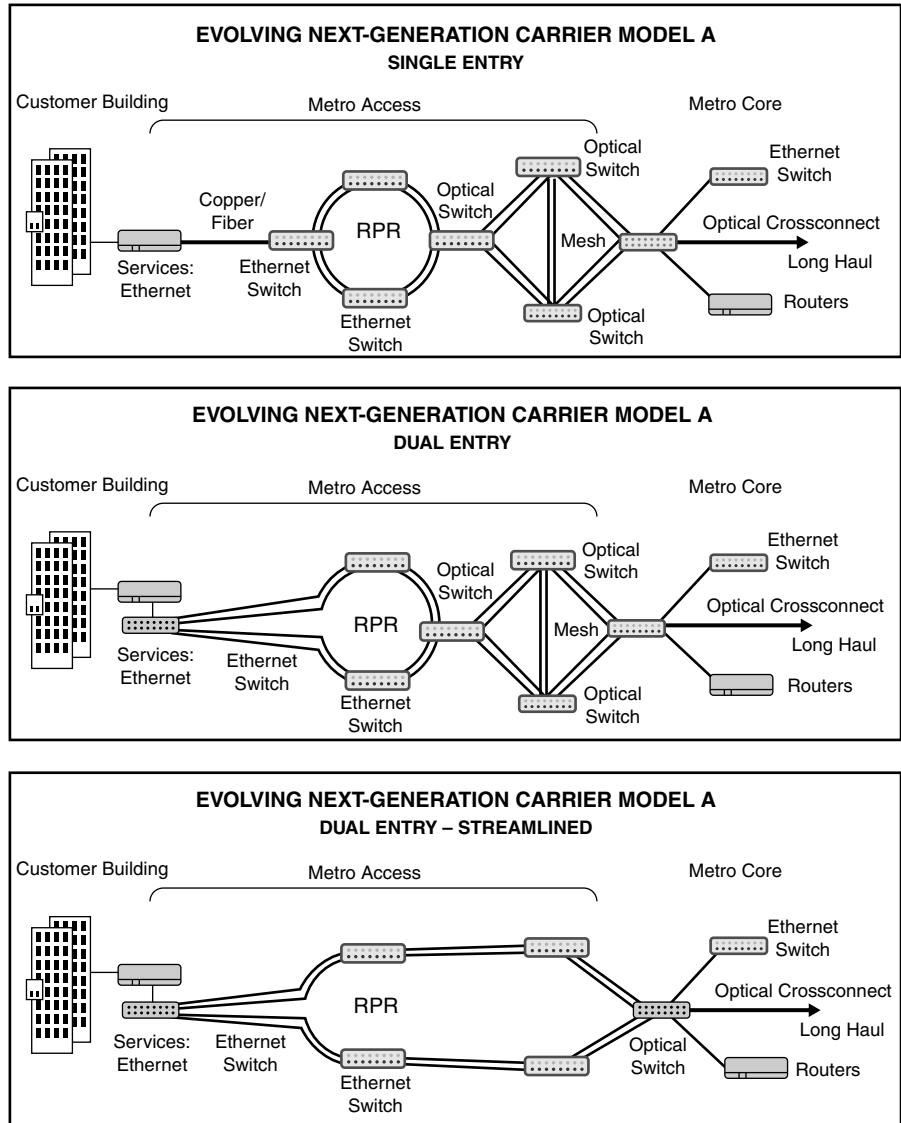 EVOLVING NEXT-GENERATION CARRIER MODEL A
SINGLE ENTRY
Customer Building
Metro Access
Metro Core
Optical
Switch
Ethernet
Switch
Copper/
Fiber
Optical
Switch
RPR
Mesh
Optical Crossconnect
Long Haul
Services:
Ethernet
Ethernet
Switch
Ethernet
Switch
Optical
Switch
Routers
EVOLVING NEXT-GENERATION CARRIER MODEL A
DUAL ENTRY
Customer Building
Metro Access
Metro Core
Ethernet
Switch
Optical
Switch
Optical
Switch
RPR
Mesh
Optical Crossconnect
Long Haul
Services:
Ethernet
Ethernet
Switch
Ethernet
Switch
Optical
Switch
Routers
EVOLVING NEXT-GENERATION CARRIER MODEL A
DUAL ENTRY – STREAMLINED
Customer Building
Metro Access
Metro Core
Ethernet
Switch
RPR
Optical Crossconnect
Long Haul
Services:
Ethernet
Ethernet
Switch
Ethernet
Switch
Optical
Switch
Routers